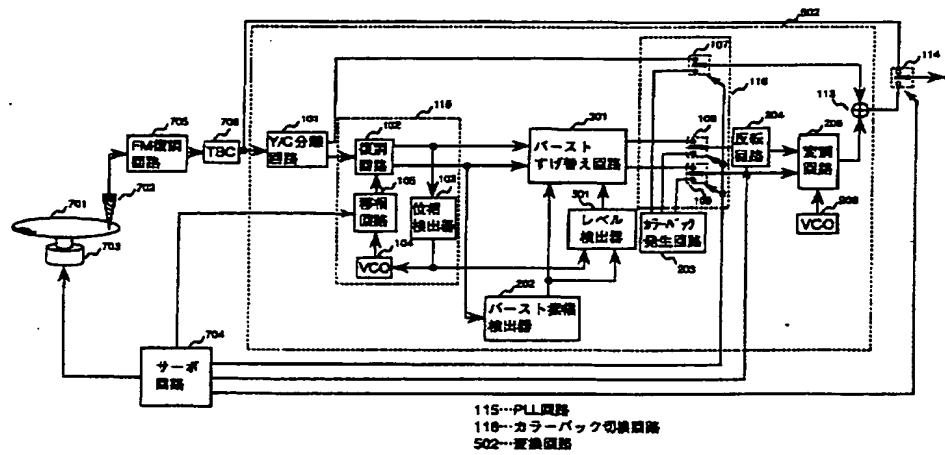 502
107
114
116
113
115
705
FM復調
回路
706
TBC
101
Y/C分離
回路
102
復調
回路
301
バースト
すげ替え回路
108
204
反転
回路
205
変調
回路
702
701
703
105
移相
回路
103
位相
検出器
109
301
レベル
検出器
カラーバック
発生回路
203
206
VCO
104
VCO
202
バースト振幅
検出器
704
サーボ
回路
115…PLL回路
116…カラーバック切換回路
502…変換回路